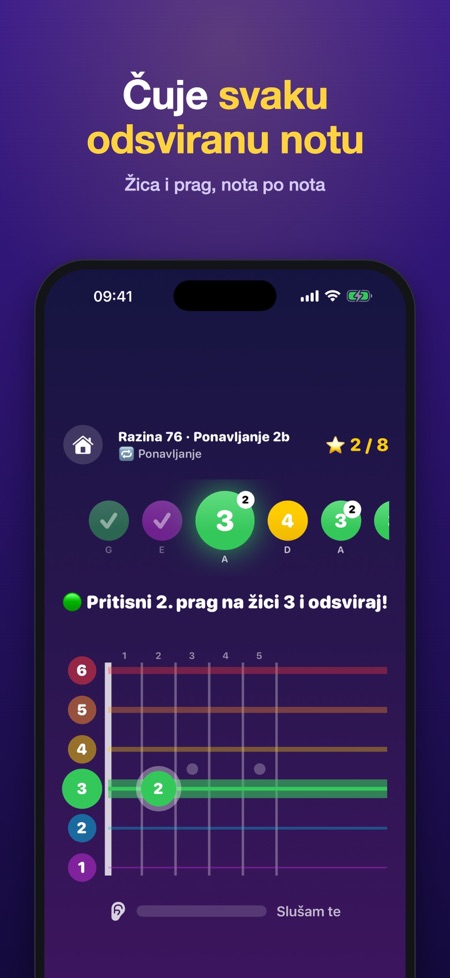 Čuje svaku
odsviranu notu
Žica i prag, nota po nota
09:41
Razina 76 · Ponavljanje 2b
Ponavljanje
2 / 8
3 2 4 3 2
G E A D A
Pritisni 2. prag na žici 3 i odsviraj!
1 2 3 4 5
6
5
4
3 2
2
1
Slušam te